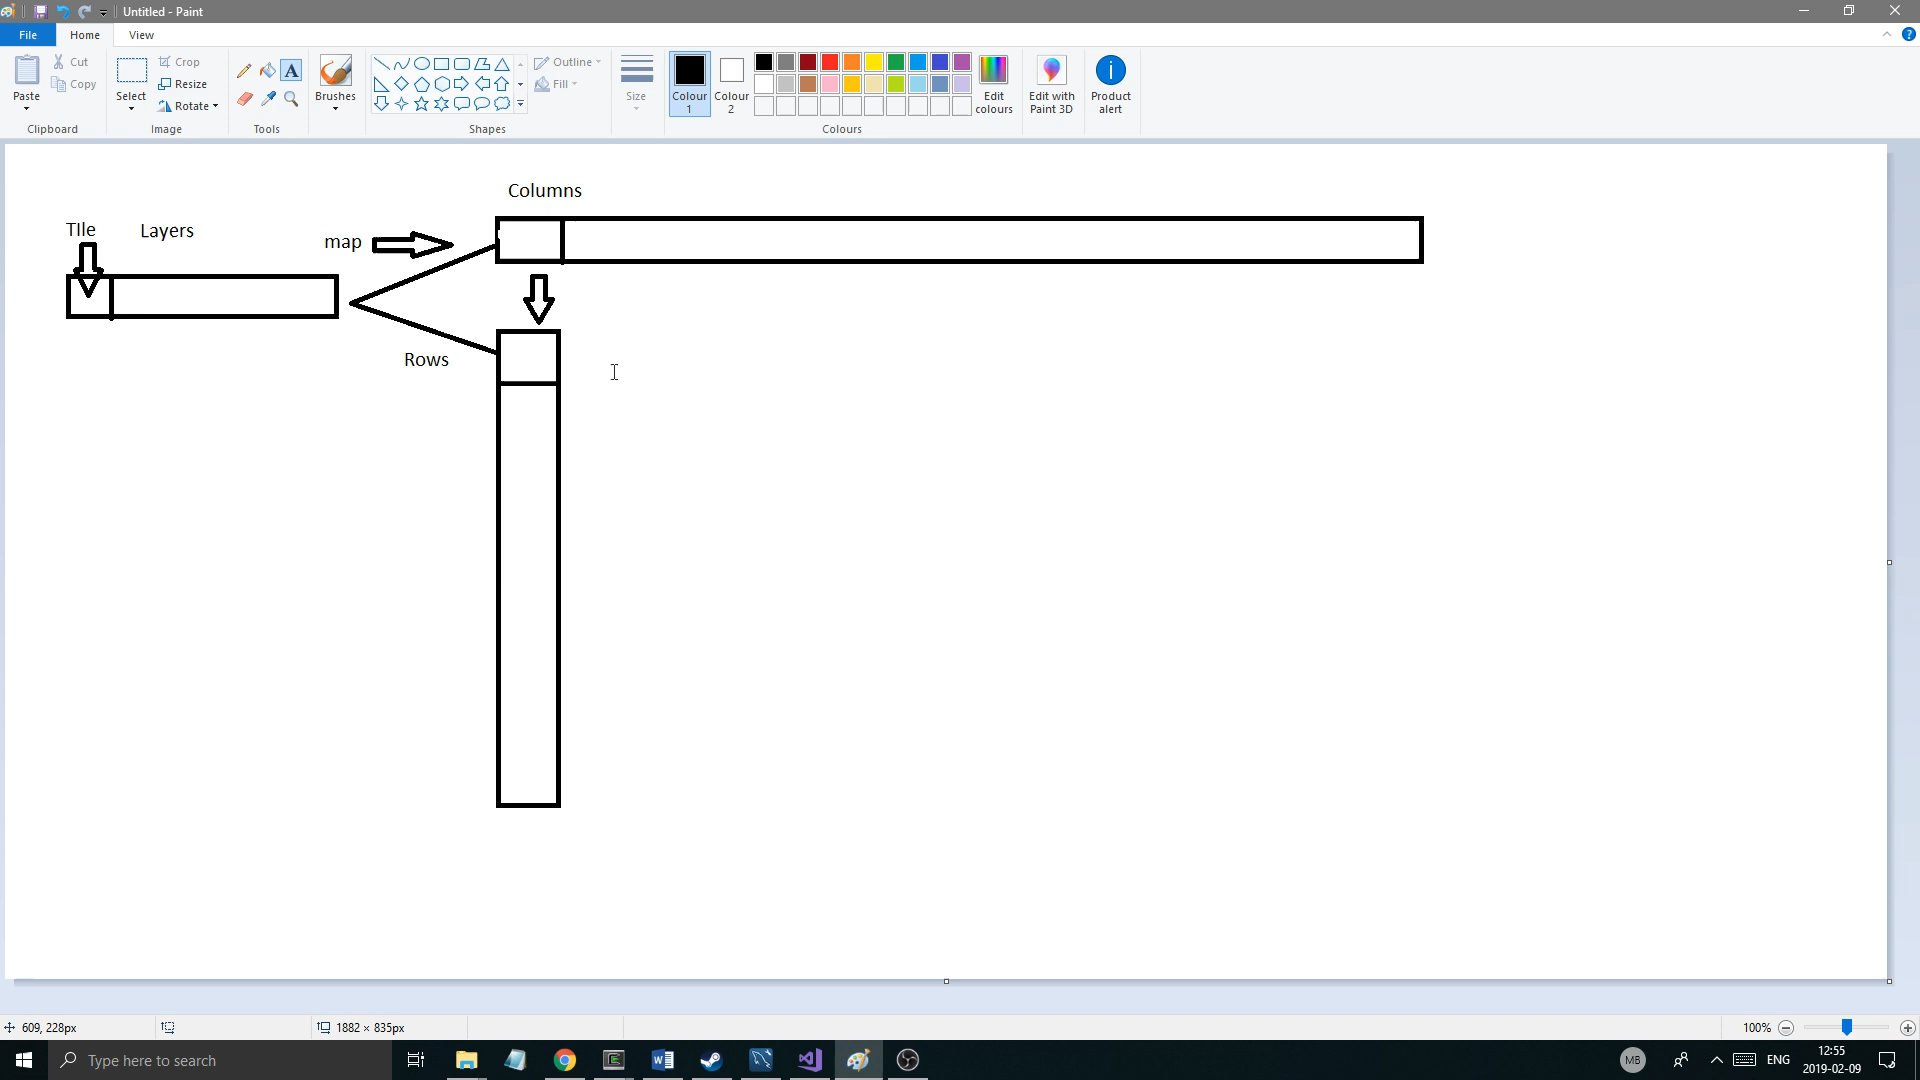 Untitled - Paint
File Home View
Paste
Cut
Copy
Clipboard
Select
Crop
Resize
Rotate
Image
A
Tools
Brushes
Shapes
Outline
Fill
Size
Colour 1
Colour 2
Edit colours
Colours
Edit with Paint 3D
Product alert
Columns
TIle
Layers
map
Rows
609, 228px
1882 × 835px
100%
Type here to search
MB
ENG
12:55
2019-02-09